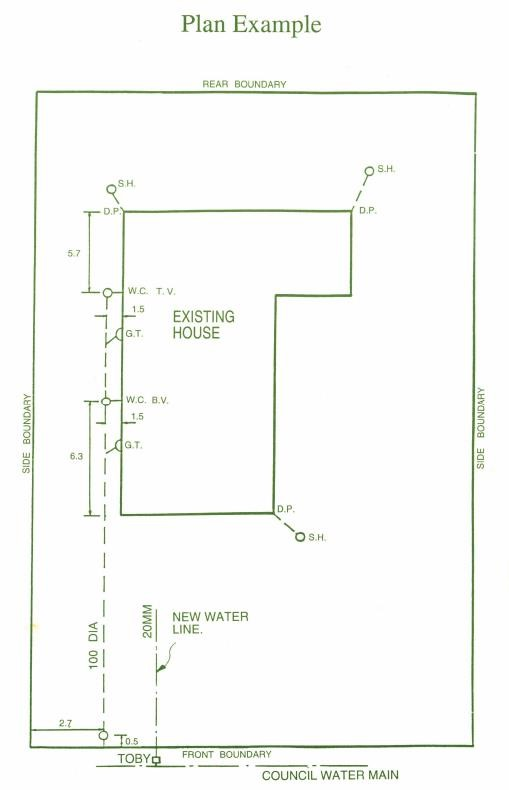 Plan Example
REAR BOUNDARY
S.H.
S.H.
D.P.
D.P.
5.7
W.C. T.V.
1.5
EXISTING
HOUSE
G.T.
SIDE BOUNDARY
SIDE BOUNDARY
W.C. B.V.
1.5
G.T.
6.3
D.P.
S.H.
100 DIA
20MM
NEW WATER
LINE.
2.7
0.5
TOBY
FRONT BOUNDARY
COUNCIL WATER MAIN